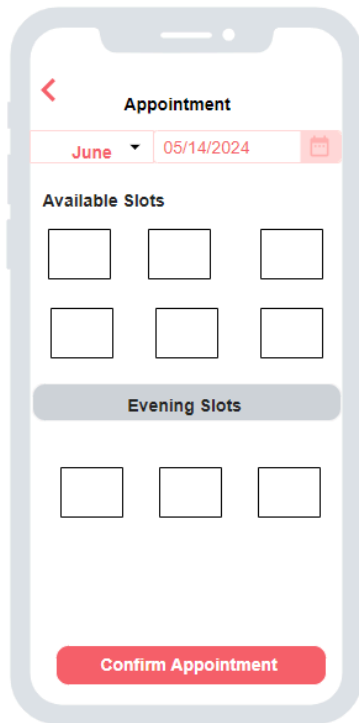 Appointment
June 05/14/2024
Available Slots
Evening Slots
Confirm Appointment